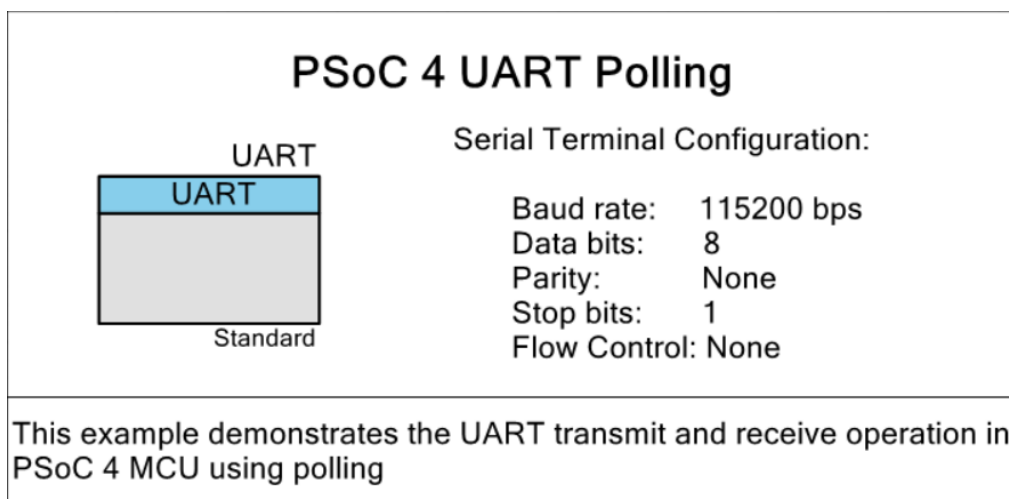 PSoC 4 UART Polling
Serial Terminal Configuration:
UART
UART
Standard
Baud rate: 115200 bps
Data bits: 8
Parity: None
Stop bits: 1
Flow Control: None
This example demonstrates the UART transmit and receive operation in
PSoC 4 MCU using polling